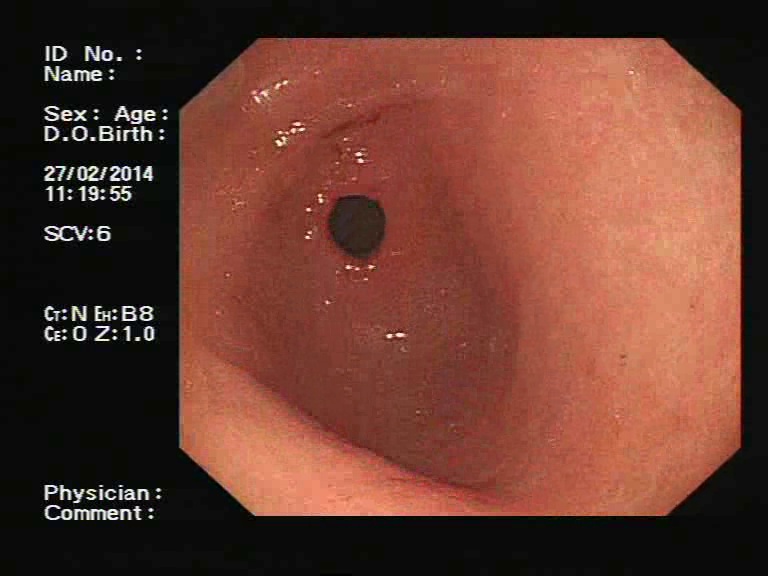 ID No. :
Name:
Sex: Age:
D.O.Birth:
27/02/2014
11:19:55
SCV:6
CT:N EH:B8
CE:0 Z:1.0
Physician:
Comment: